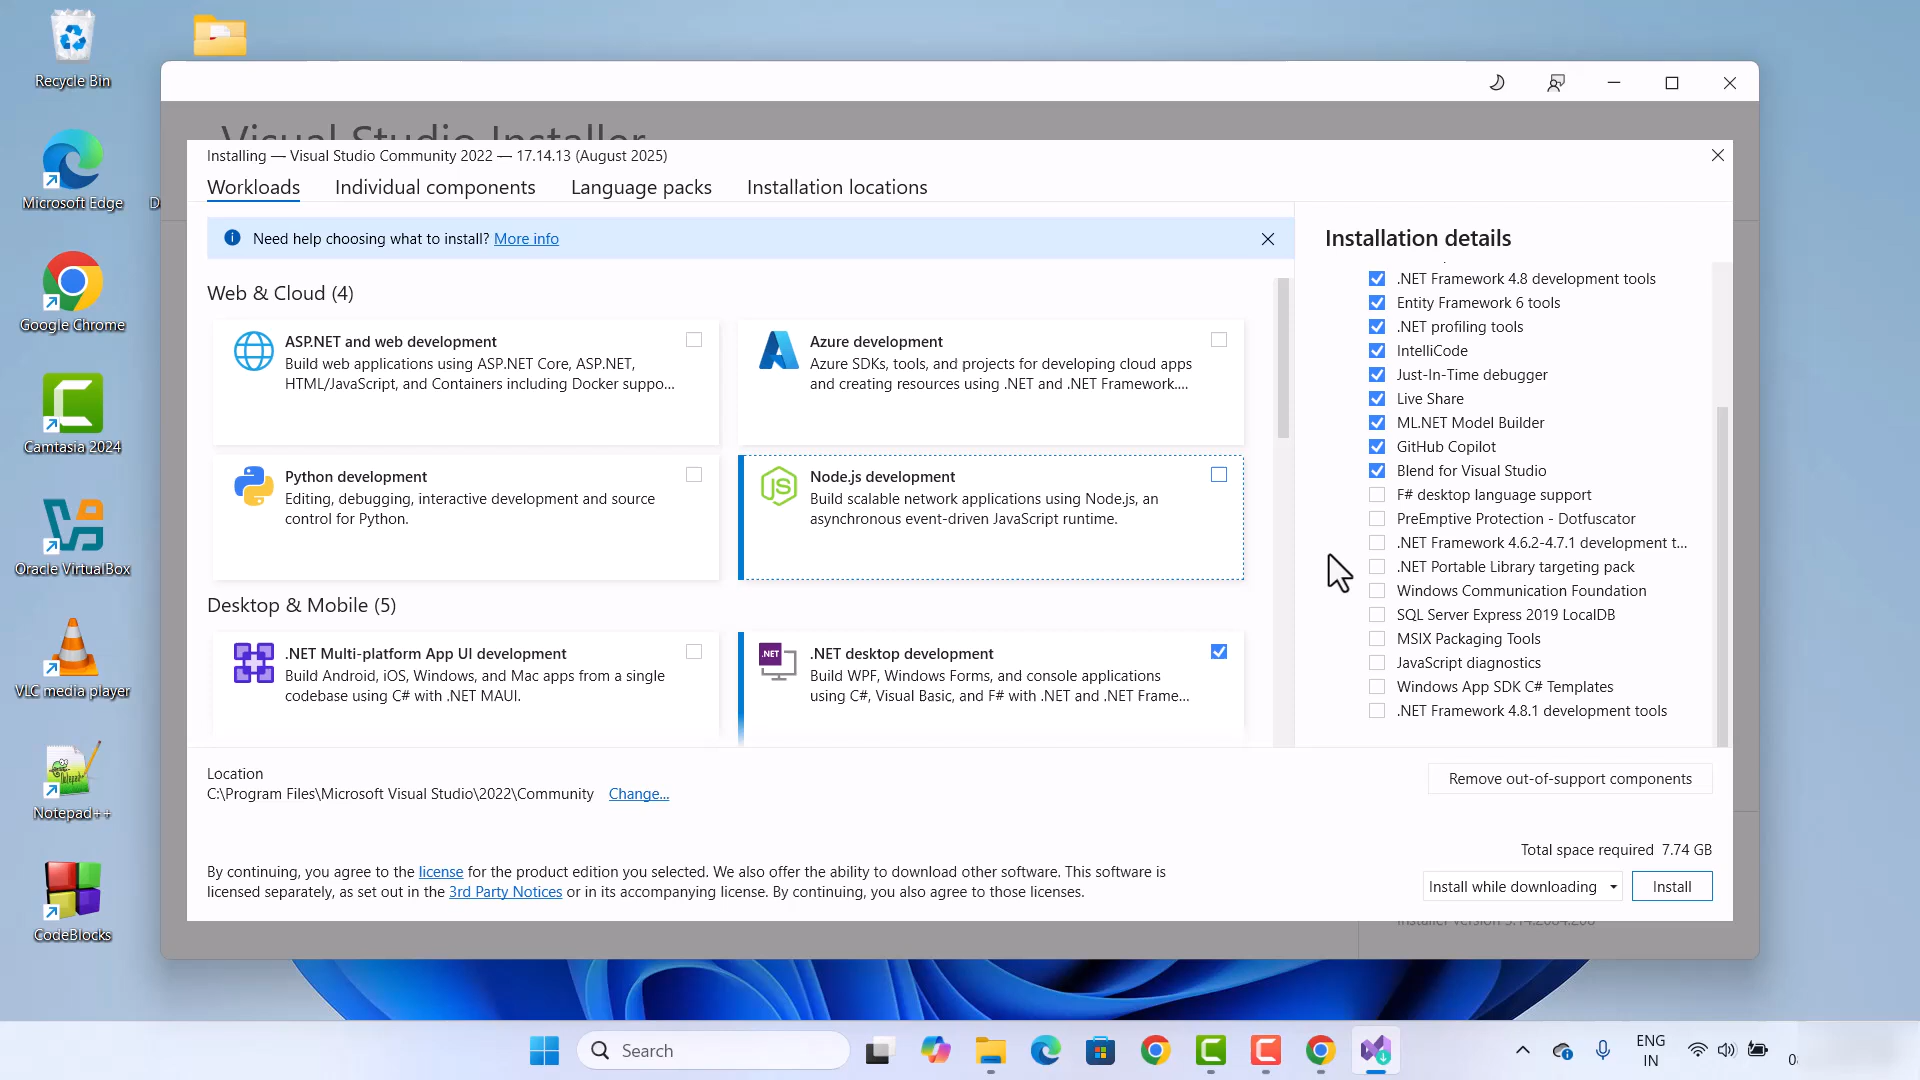 Recycle Bin
Microsoft Edge
Google Chrome
Camtasia 2024
Oracle VirtualBox
VLC media player
Notepad++
CodeBlocks
Visual Studio Installer
Installing — Visual Studio Community 2022 — 17.14.13 (August 2025)
Workloads
Individual components
Language packs
Installation locations
Need help choosing what to install? More info
Web & Cloud (4)
ASP.NET and web development
Build web applications using ASP.NET Core, ASP.NET,
HTML/JavaScript, and Containers including Docker suppo...
Azure development
Azure SDKs, tools, and projects for developing cloud apps
and creating resources using .NET and .NET Framework....
Python development
Editing, debugging, interactive development and source
control for Python.
JS
Node.js development
Build scalable network applications using Node.js, an
asynchronous event-driven JavaScript runtime.
Desktop & Mobile (5)
.NET Multi-platform App UI development
Build Android, iOS, Windows, and Mac apps from a single
codebase using C# with .NET MAUI.
.NET
.NET desktop development
Build WPF, Windows Forms, and console applications
using C#, Visual Basic, and F# with .NET and .NET Frame...
Installation details
.NET Framework 4.8 development tools
Entity Framework 6 tools
.NET profiling tools
IntelliCode
Just-In-Time debugger
Live Share
ML.NET Model Builder
GitHub Copilot
Blend for Visual Studio
F# desktop language support
PreEmptive Protection - Dotfuscator
.NET Framework 4.6.2-4.7.1 development t...
.NET Portable Library targeting pack
Windows Communication Foundation
SQL Server Express 2019 LocalDB
MSIX Packaging Tools
JavaScript diagnostics
Windows App SDK C# Templates
.NET Framework 4.8.1 development tools
Location
C:\Program Files\Microsoft Visual Studio\2022\Community Change...
Remove out-of-support components
Total space required 7.74 GB
By continuing, you agree to the license for the product edition you selected. We also offer the ability to download other software. This software is
licensed separately, as set out in the 3rd Party Notices or in its accompanying license. By continuing, you also agree to those licenses.
Install while downloading
Install
Search
ENG
IN